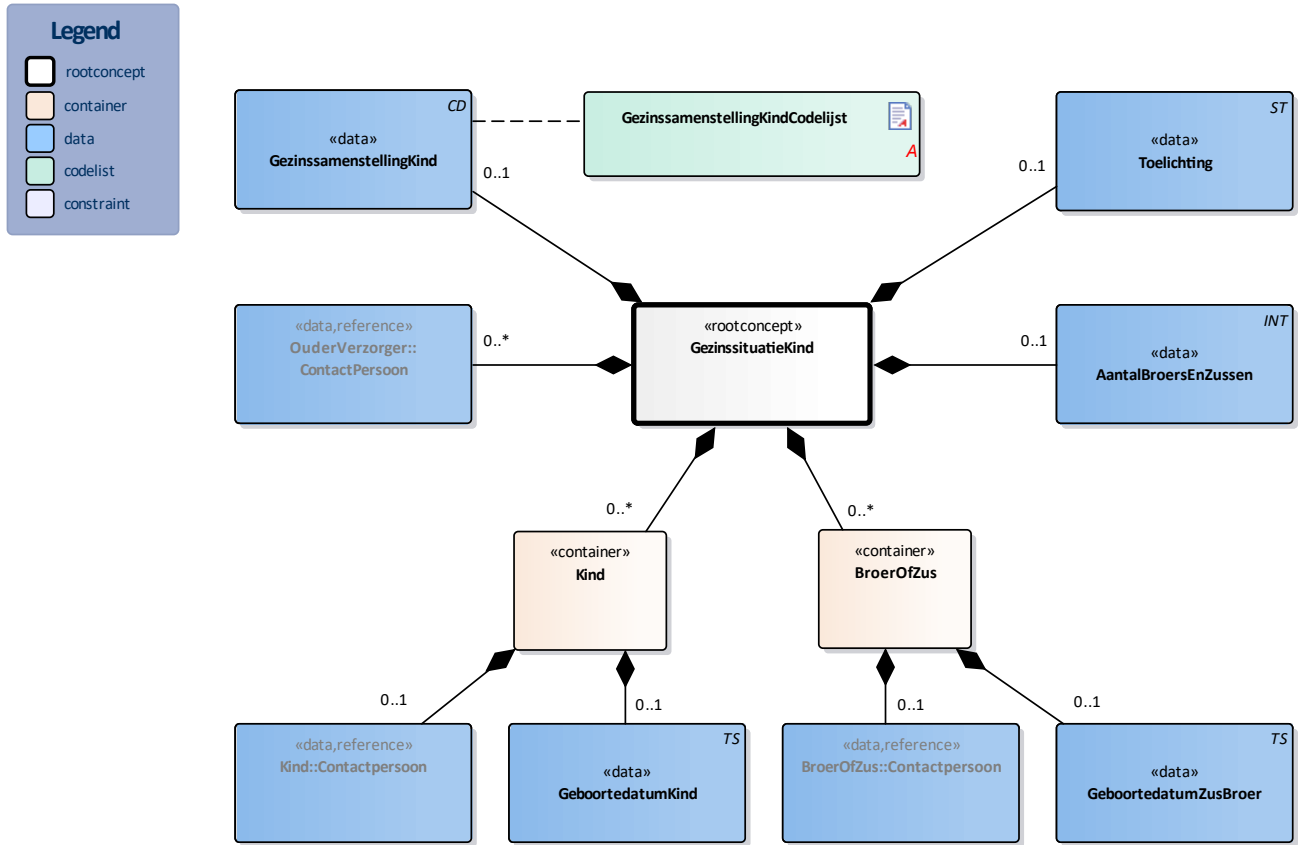 Legend
rootconcept
container
data
codelist
constraint
CD
«data»
GezinssamenstellingKind
0..1
GezinssamenstellingKindCodelijst
A
ST
«data»
Toelichting
0..1
«data,reference»
OuderVerzorger::
ContactPersoon
0..*
«rootconcept»
GezinssituatieKind
INT
«data»
AantalBroersEnZussen
0..1
0..*
«container»
Kind
0..*
«container»
BroerOfZus
0..1
«data,reference»
Kind::Contactpersoon
0..1
TS
«data»
GeboortedatumKind
0..1
«data,reference»
BroerOfZus::Contactpersoon
0..1
TS
«data»
GeboortedatumZusBroer